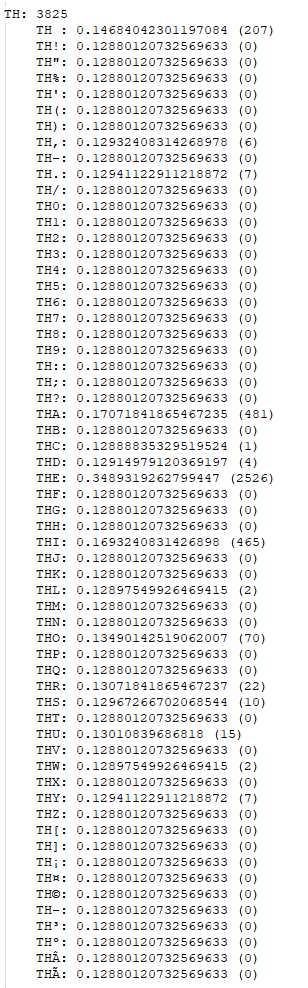 TH: 3825
TH : 0.14684042301197084 (207)
TH!: 0.12880120732569633 (0)
TH": 0.12880120732569633 (0)
TH%: 0.12880120732569633 (0)
TH': 0.12880120732569633 (0)
TH(: 0.12880120732569633 (0)
TH): 0.12880120732569633 (0)
TH,: 0.12932408314268978 (6)
TH-: 0.12880120732569633 (0)
TH.: 0.12941122911218872 (7)
TH/: 0.12880120732569633 (0)
TH0: 0.12880120732569633 (0)
TH1: 0.12880120732569633 (0)
TH2: 0.12880120732569633 (0)
TH3: 0.12880120732569633 (0)
TH4: 0.12880120732569633 (0)
TH5: 0.12880120732569633 (0)
TH6: 0.12880120732569633 (0)
TH7: 0.12880120732569633 (0)
TH8: 0.12880120732569633 (0)
TH9: 0.12880120732569633 (0)
TH:: 0.12880120732569633 (0)
TH;: 0.12880120732569633 (0)
TH?: 0.12880120732569633 (0)
THA: 0.17071841865467235 (481)
THB: 0.12880120732569633 (0)
THC: 0.12888835329519524 (1)
THD: 0.12914979120369197 (4)
THE: 0.3489319262799447 (2526)
THF: 0.12880120732569633 (0)
THG: 0.12880120732569633 (0)
THH: 0.12880120732569633 (0)
THI: 0.1693240831426898 (465)
THJ: 0.12880120732569633 (0)
THK: 0.12880120732569633 (0)
THL: 0.12897549926469415 (2)
THM: 0.12880120732569633 (0)
THN: 0.12880120732569633 (0)
THO: 0.13490142519062007 (70)
THP: 0.12880120732569633 (0)
THQ: 0.12880120732569633 (0)
THR: 0.13071841865467237 (22)
THS: 0.12967266702068544 (10)
THT: 0.12880120732569633 (0)
THU: 0.13010839686818 (15)
THV: 0.12880120732569633 (0)
THW: 0.12897549926469415 (2)
THX: 0.12880120732569633 (0)
THY: 0.12941122911218872 (7)
THZ: 0.12880120732569633 (0)
TH[: 0.12880120732569633 (0)
TH]: 0.12880120732569633 (0)
TH¡: 0.12880120732569633 (0)
TH¤: 0.12880120732569633 (0)
TH©: 0.12880120732569633 (0)
TH­-: 0.12880120732569633 (0)
TH³: 0.12880120732569633 (0)
THº: 0.12880120732569633 (0)
THÂ: 0.12880120732569633 (0)
THÃ: 0.12880120732569633 (0)